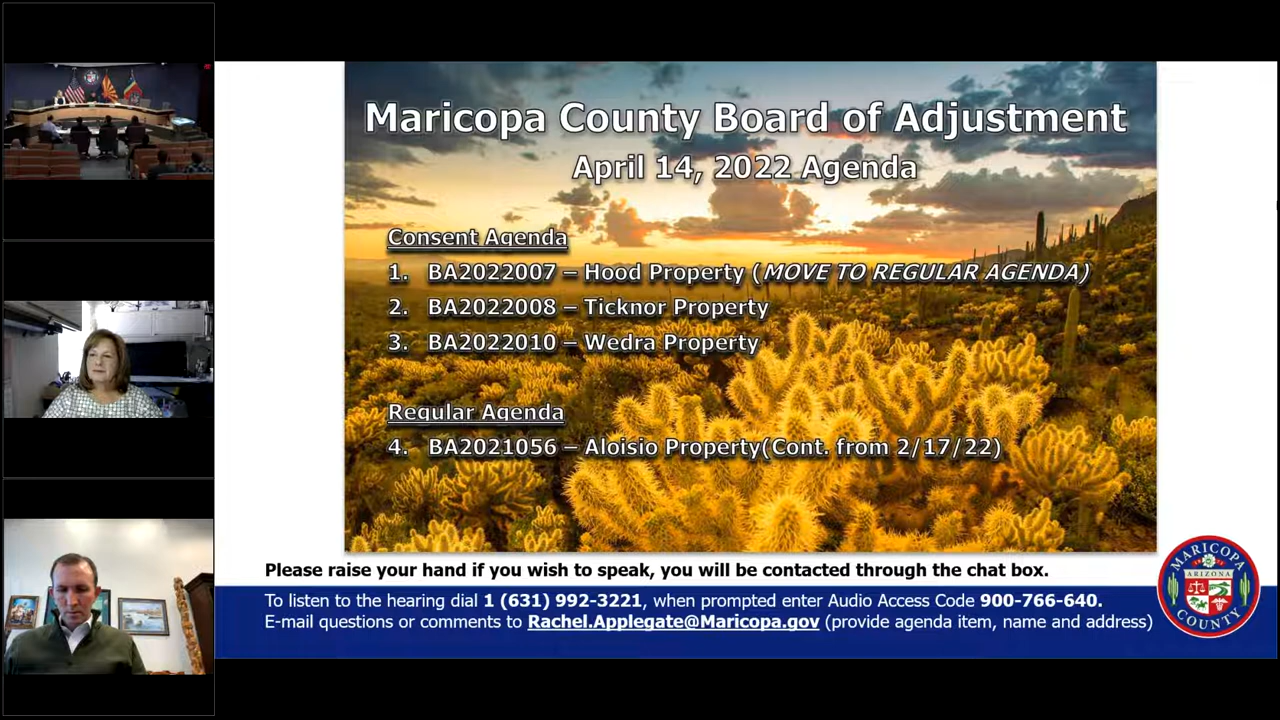 Maricopa County Board of Adjustment
April 14, 2022 Agenda
Consent Agenda
1. BA2022007 – Hood Property (MOVE TO REGULAR AGENDA)
2. BA2022008 – Ticknor Property
3. BA2022010 – Wedra Property
Regular Agenda
4. BA2021056 – Aloisio Property(Cont. from 2/17/22)
Please raise your hand if you wish to speak, you will be contacted through the chat box.
To listen to the hearing dial 1 (631) 992-3221, when prompted enter Audio Access Code 900-766-640.
E-mail questions or comments to Rachel.Applegate@Maricopa.gov (provide agenda item, name and address)
MARICOPA
ARIZONA
COUNTY